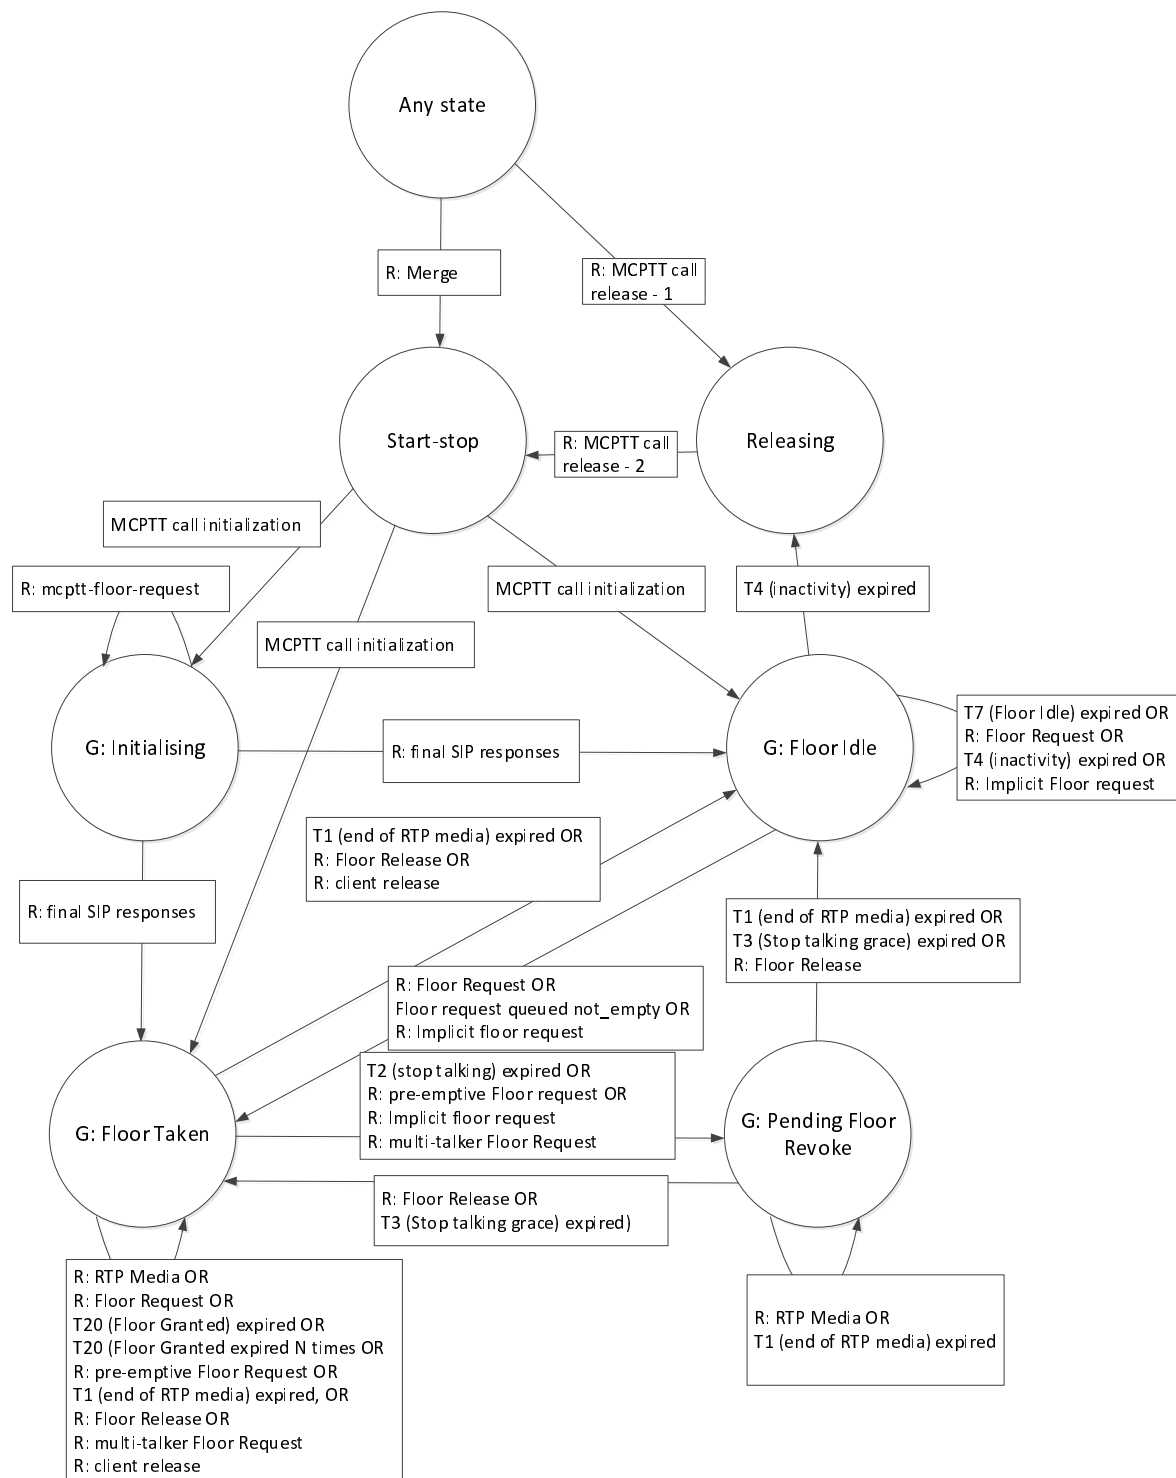 Any state
R: Merge
R: MCPTT call
release - 1
Start-stop
R: MCPTT call
release - 2
Releasing
MCPTT call initialization
R: mcptt-floor-request
MCPTT call initialization
T4 (inactivity) expired
MCPTT call initialization
G: Initialising
R: final SIP responses
G: Floor Idle
T7 (Floor Idle) expired OR
R: Floor Request OR
T4 (inactivity) expired OR
R: Implicit Floor request
T1 (end of RTP media) expired OR
R: Floor Release OR
R: client release
R: final SIP responses
T1 (end of RTP media) expired OR
T3 (Stop talking grace) expired OR
R: Floor Release
R: Floor Request OR
Floor request queued not_empty OR
R: Implicit floor request
G: Floor Taken
T2 (stop talking) expired OR
R: pre-emptive Floor request OR
R: Implicit floor request
R: multi-talker Floor Request
G: Pending Floor
Revoke
R: Floor Release OR
T3 (Stop talking grace) expired)
R: RTP Media OR
R: Floor Request OR
T20 (Floor Granted) expired OR
T20 (Floor Granted expired N times OR
R: pre-emptive Floor Request OR
T1 (end of RTP media) expired, OR
R: Floor Release OR
R: multi-talker Floor Request
R: client release
R: RTP Media OR
T1 (end of RTP media) expired